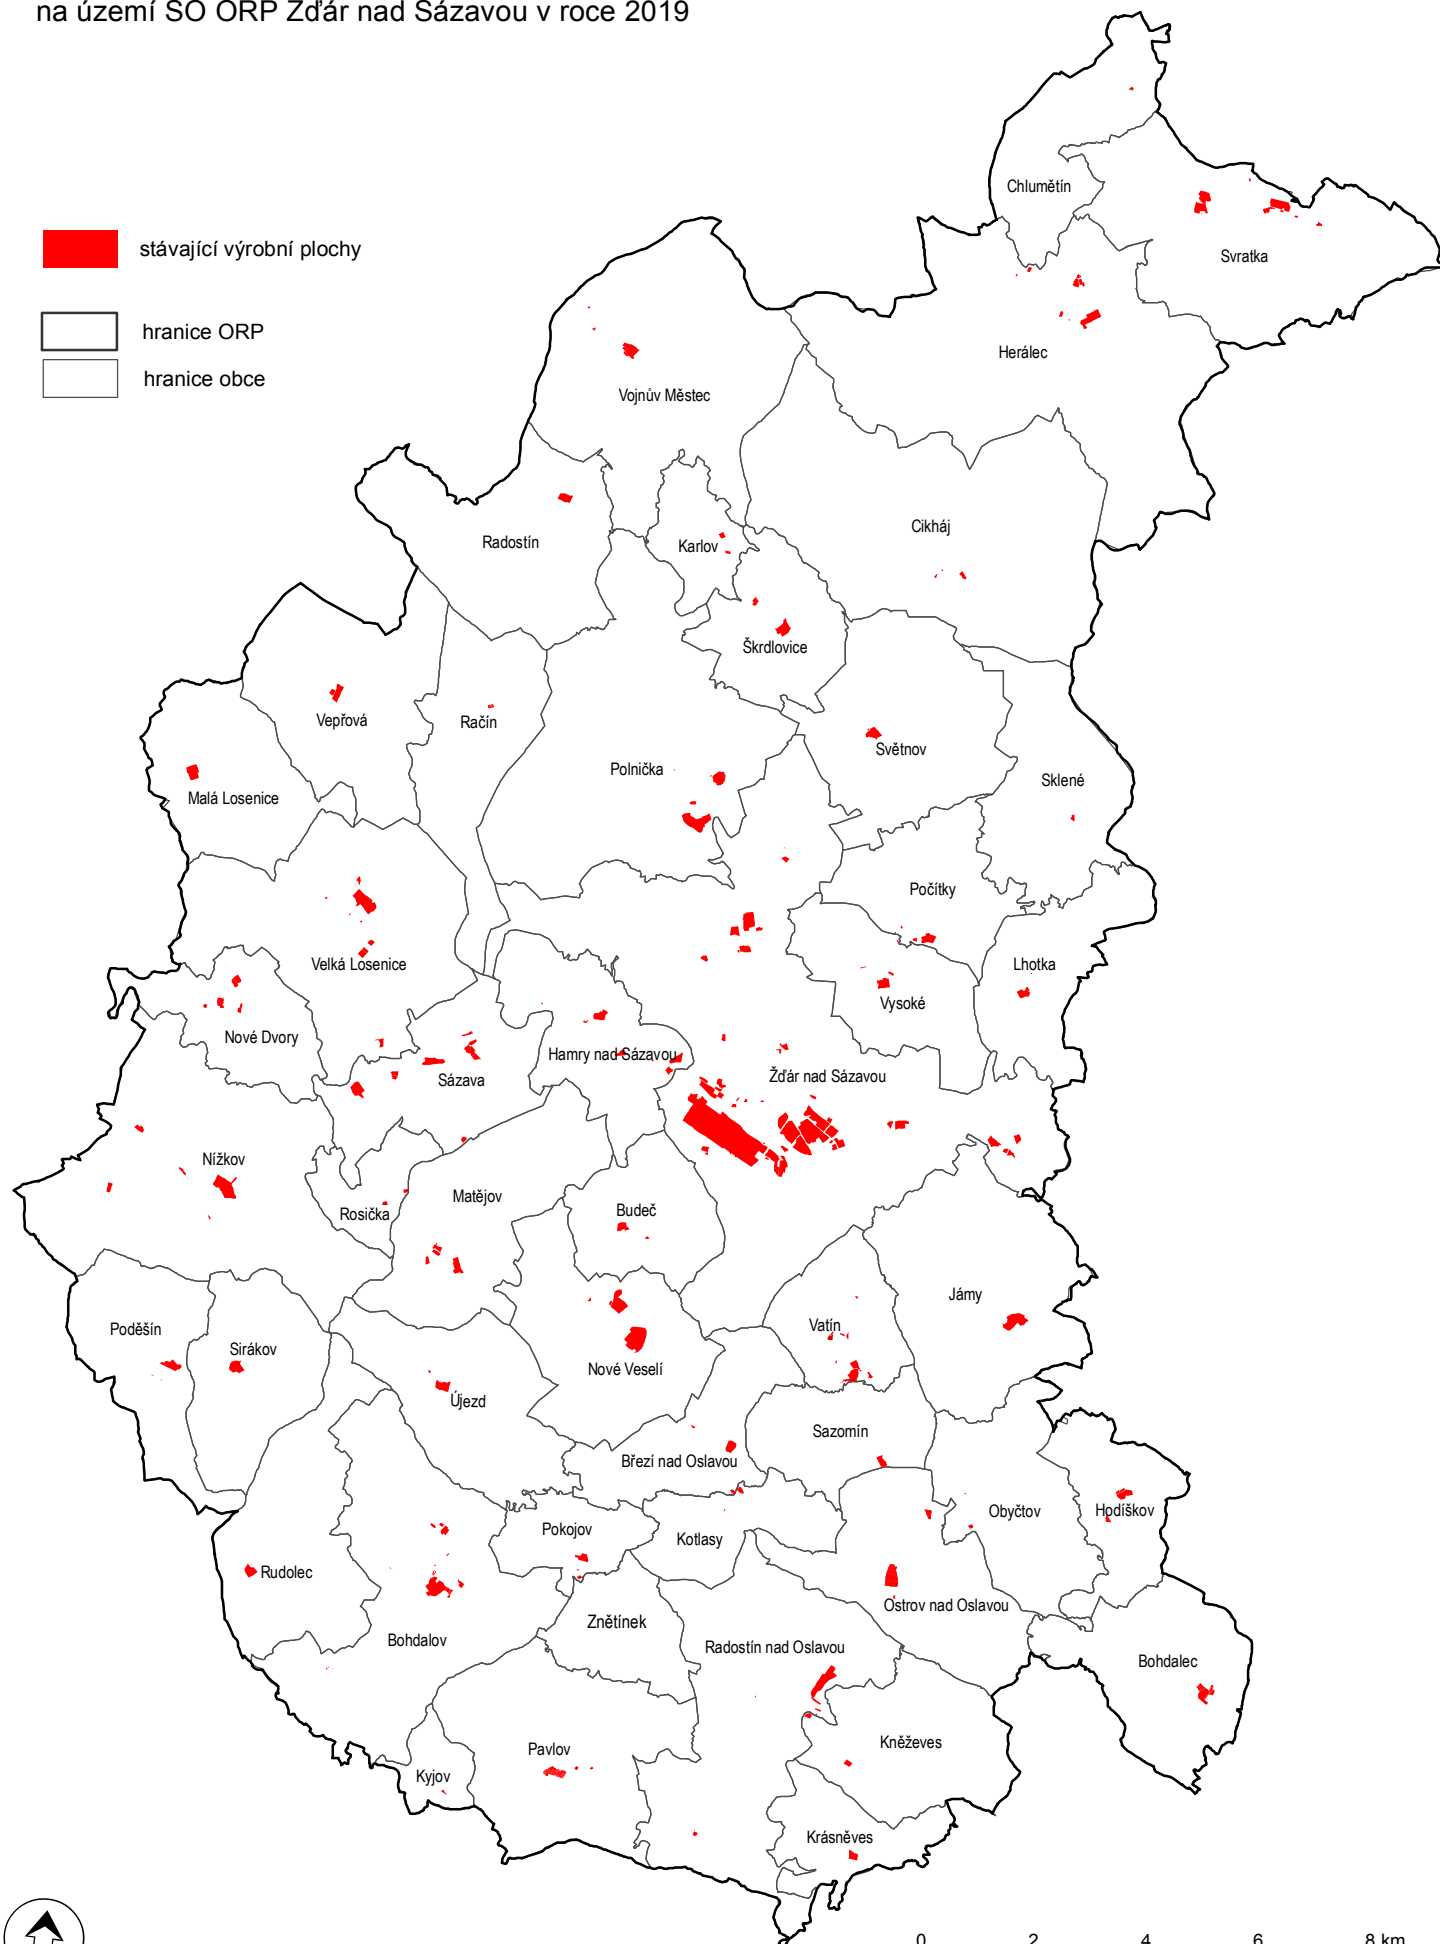 na území SO ORP Žďár nad Sázavou v roce 2019
Chlumětín
stávající výrobní plochy
Svratka
hranice ORP
Herálec
hranice obce
Vojnův Městec
Cikháj
Radostín
Karlov
Škrdlovice
Vepřová
Račín
Světnov
Polnička
Sklené
Malá Losenice
Počítky
Velká Losenice
Lhotka
Vysoké
Nové Dvory
Hamry nad Sázavou
Sázava
Žďár nad Sázavou
Nížkov
Matějov
Rosička
Budeč
Jámy
Poděšín
Vatín
Sirákov
Nové Veselí
Újezd
Sazomín
Březí nad Oslavou
Obyčtov
Hodíškov
Pokojov
Kotlasy
Rudolec
Ostrov nad Oslavou
Znětínek
Bohdalov
Radostín nad Oslavou
Bohdalec
Kněževes
Pavlov
Kyjov
Krásněves
0 2 4 6 8 km